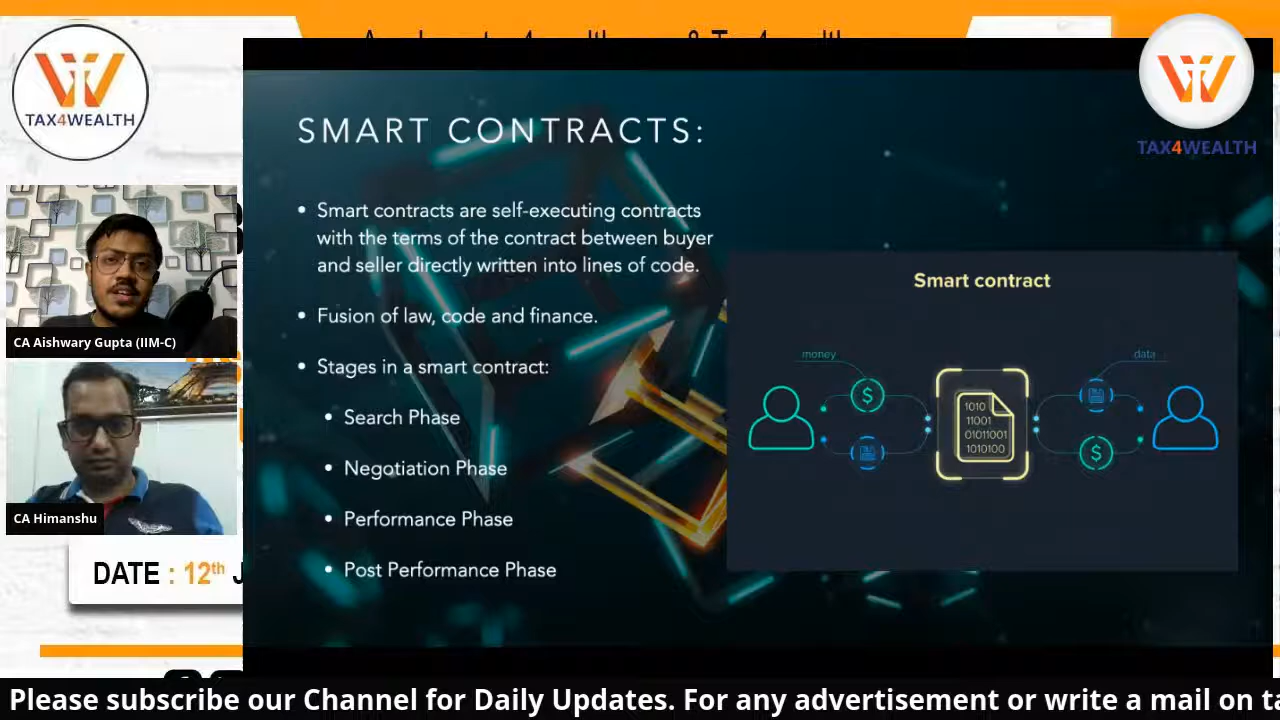 TAX4WEALTH
TAX4WEALTH
SMART CONTRACTS:
• Smart contracts are self-executing contracts
with the terms of the contract between buyer
and seller directly written into lines of code.
• Fusion of law, code and finance.
• Stages in a smart contract:
• Search Phase
• Negotiation Phase
• Performance Phase
• Post Performance Phase
Smart contract
money
data
$
1010
11001
01011001
1010100
$
CA Aishwary Gupta (IIM-C)
CA Himanshu
DATE : 12th J
Please subscribe our Channel for Daily Updates. For any advertisement or write a mail on ta